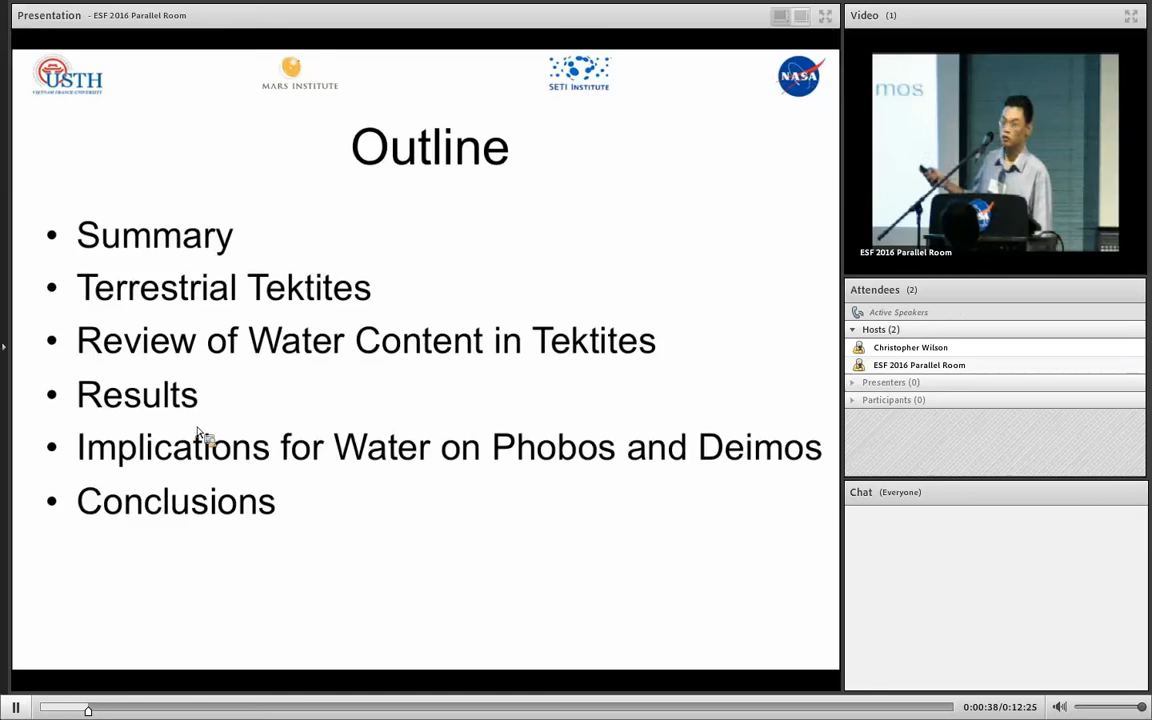 Presentation - ESF 2016 Parallel Room
USTH
VIETNAM FRANCE UNIVERSITY
MARS INSTITUTE
SETI INSTITUTE
NASA
Outline
• Summary
• Terrestrial Tektites
• Review of Water Content in Tektites
• Results
• Implications for Water on Phobos and Deimos
• Conclusions
Video (1)
mos
ESF 2016 Parallel Room
Attendees (2)
Active Speakers
Hosts (2)
Christopher Wilson
ESF 2016 Parallel Room
Presenters (0)
Participants (0)
Chat (Everyone)
0:00:38/0:12:25